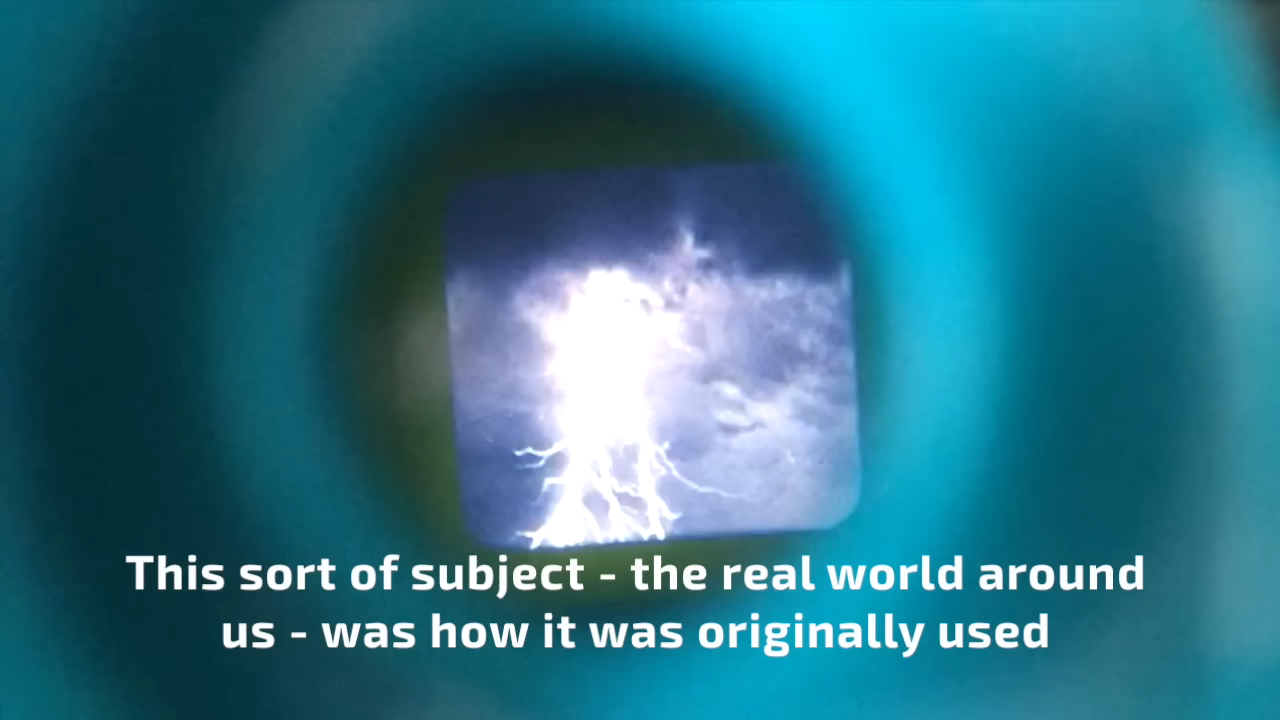 This sort of subject - the real world around
us - was how it was originally used